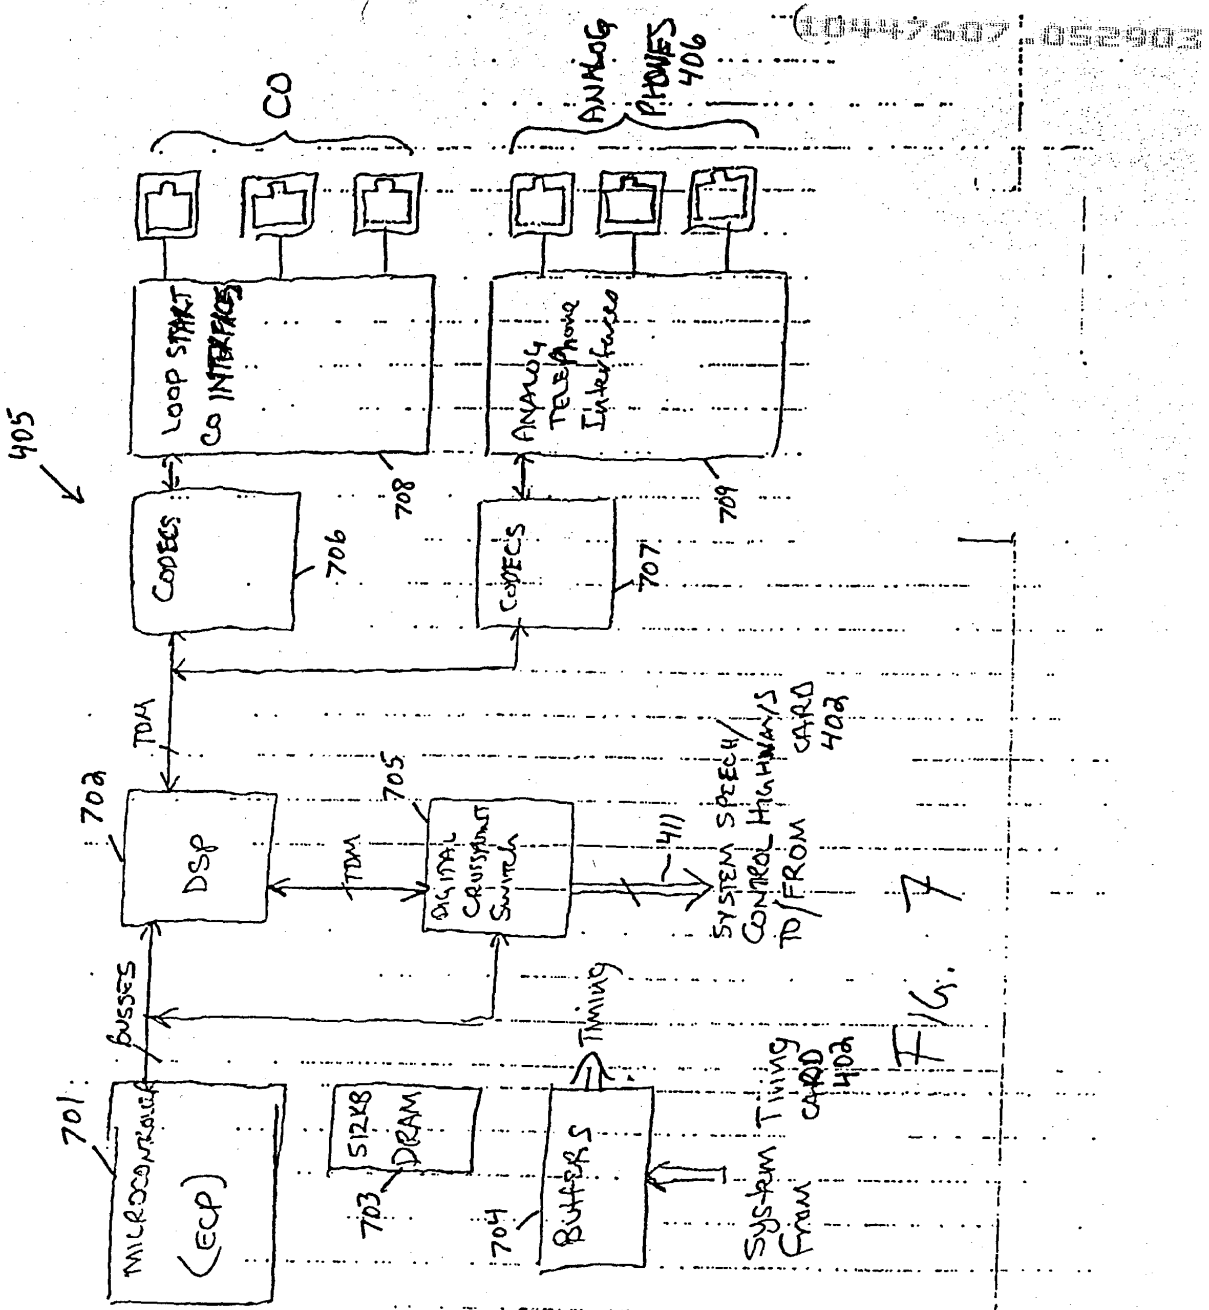 10447607 .052903
405
701
MICROCONTROLLER
(ECP)
BUSSES
702
DSP
TDM
CODECS
706
LOOP START
CO INTERFACES
708
CO
703
512KB
DRAM
TDM
705
DIGITAL
CROSSPOINT
Switch
411
SYSTEM SPEECH/
CONTROL HIGHWAYS
TO/FROM CARD
402
CODECS
707
ANALOG
TELEPhone
Interfaces
709
ANALOG
PHONES
406
704
BUFFERS
Timing
System Timing
From CARD
402
FIG. 7